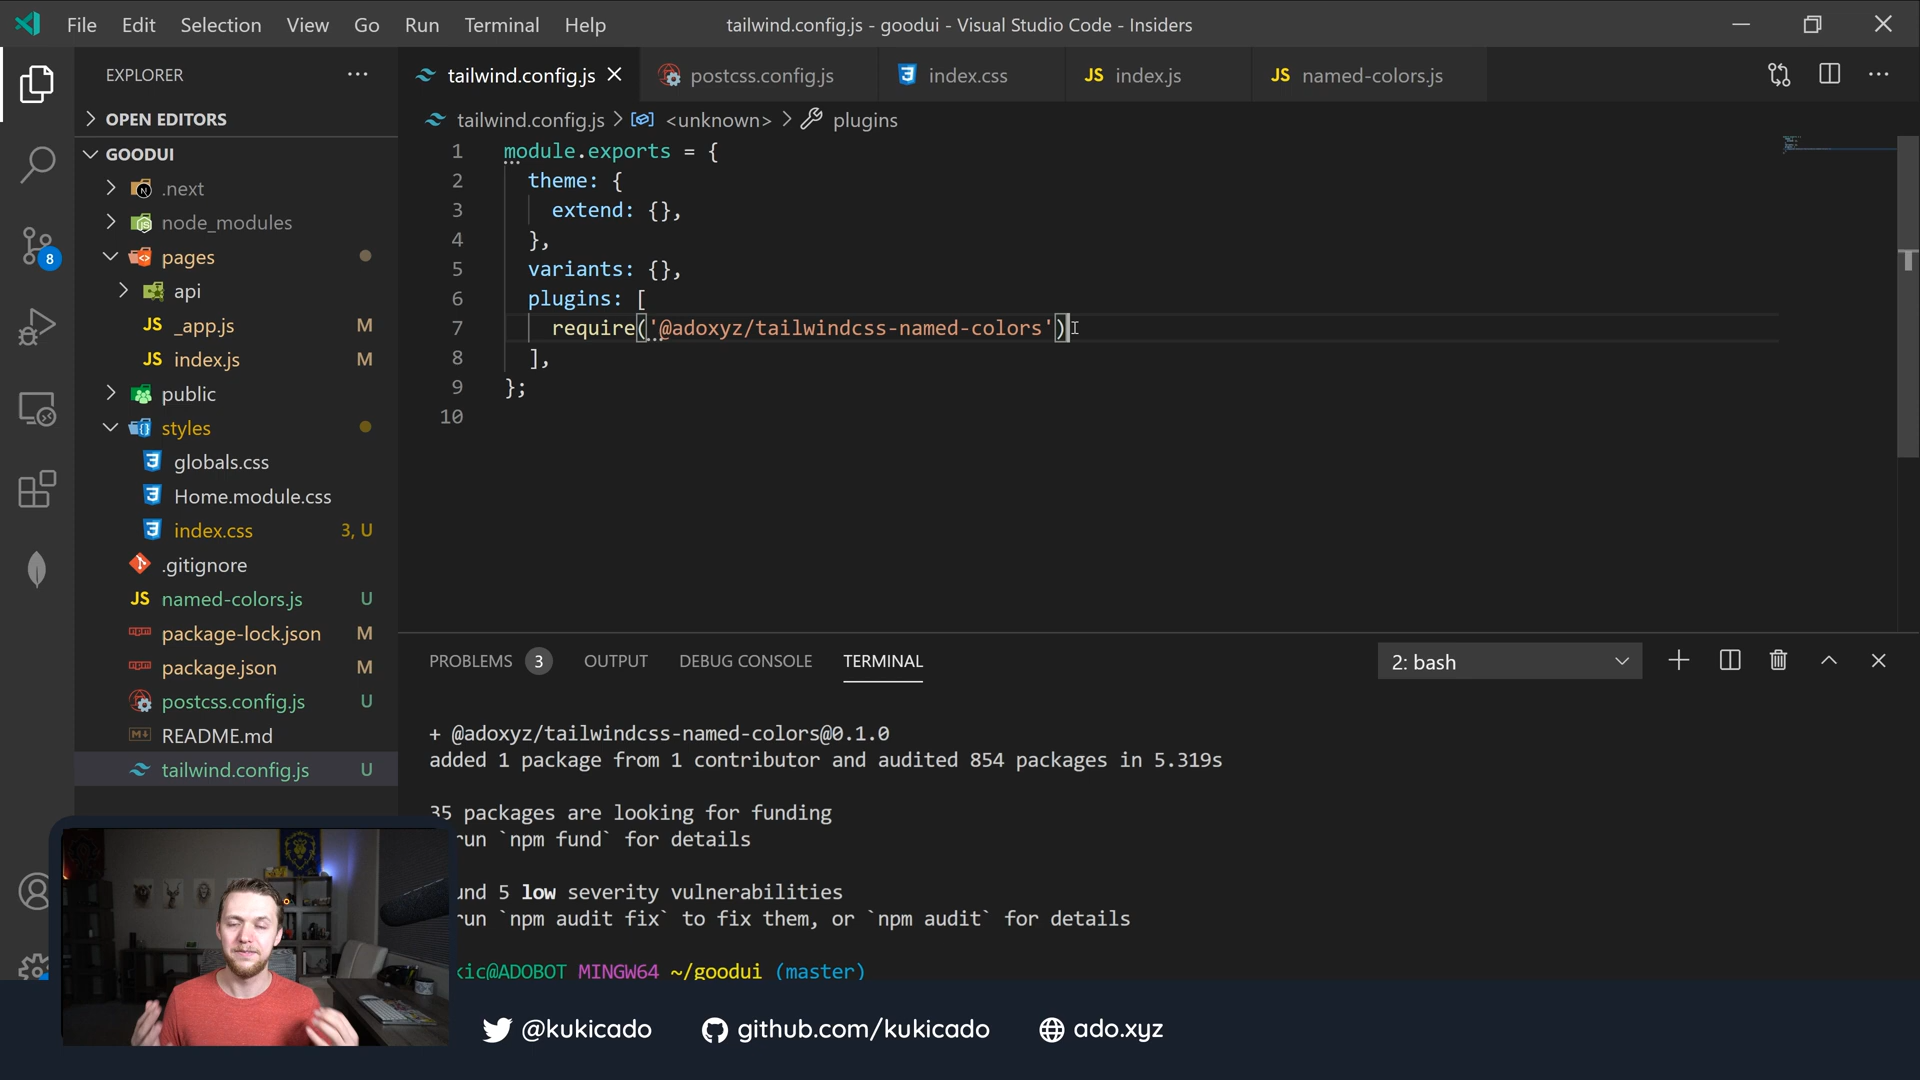 File Edit Selection View Go Run Terminal Help
tailwind.config.js - goodui - Visual Studio Code - Insiders
EXPLORER
OPEN EDITORS
GOODUI
.next
node_modules
pages
api
JS _app.js M
JS index.js M
public
styles
globals.css
Home.module.css
index.css 3, U
.gitignore
JS named-colors.js U
package-lock.json M
package.json M
postcss.config.js U
README.md
tailwind.config.js U
8
tailwind.config.js
postcss.config.js
index.css
JS index.js
JS named-colors.js
tailwind.config.js > <unknown> > plugins
1 module.exports = {
2 theme: {
3 extend: {},
4 },
5 variants: {},
6 plugins: [
7 require('@adoxyz/tailwindcss-named-colors')
8 ],
9 };
10
PROBLEMS 3 OUTPUT DEBUG CONSOLE TERMINAL
2: bash
+ @adoxyz/tailwindcss-named-colors@0.1.0
added 1 package from 1 contributor and audited 854 packages in 5.319s
35 packages are looking for funding
run `npm fund` for details
und 5 low severity vulnerabilities
run `npm audit fix` to fix them, or `npm audit` for details
kic@ADOBOT MINGW64 ~/goodui (master)
@kukicado
github.com/kukicado
ado.xyz